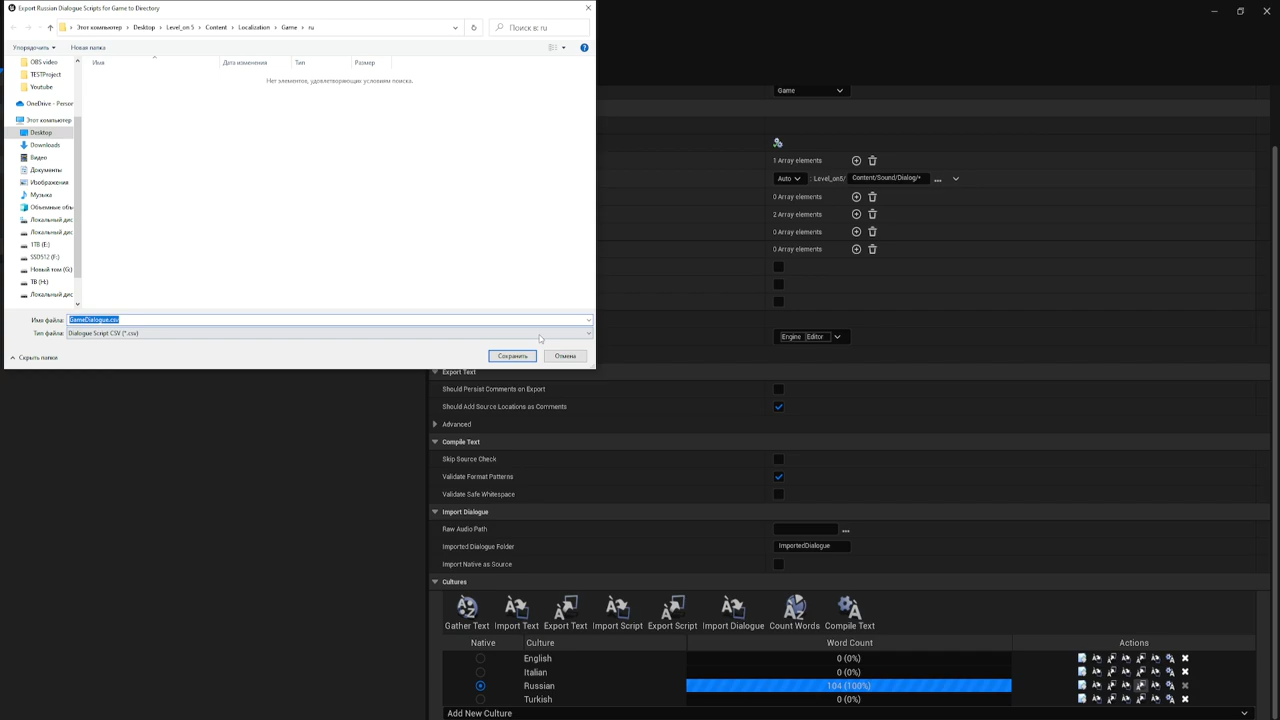 Export Russian Dialogue Scripts for Game to Directory
Этот компьютер › Desktop › Level_on 5 › Content › Localization › Game › ru
Поиск в: ru
Упорядочить
Новая папка
Имя
Дата изменения
Тип
Размер
Нет элементов, удовлетворяющих условиям поиска.
OBS video
TESTProject
Youtube
OneDrive - Person
Этот компьютер
Desktop
Downloads
Видео
Документы
Изображения
Музыка
Объемные объ
Локальный дис
Локальный дис
1TB (E:)
SSD512 (F:)
Новый том (G:)
TB (H:)
Локальный дис
Имя файла: GameDialogue.csv
Тип файла: Dialogue Script CSV (*.csv)
Скрыть папки
Сохранить
Отмена
Game
1 Array elements
Auto : Level_on5/ Content/Sound/Dialog/*
0 Array elements
2 Array elements
0 Array elements
0 Array elements
Engine Editor
Export Text
Should Persist Comments on Export
Should Add Source Locations as Comments
Advanced
Compile Text
Skip Source Check
Validate Format Patterns
Validate Safe Whitespace
Import Dialogue
Raw Audio Path
Imported Dialogue Folder ImportedDialogue
Import Native as Source
Cultures
Gather Text Import Text Export Text Import Script Export Script Import Dialogue Count Words Compile Text
Native Culture Word Count Actions
English 0 (0%)
Italian 0 (0%)
Russian 104 (100%)
Turkish 0 (0%)
Add New Culture